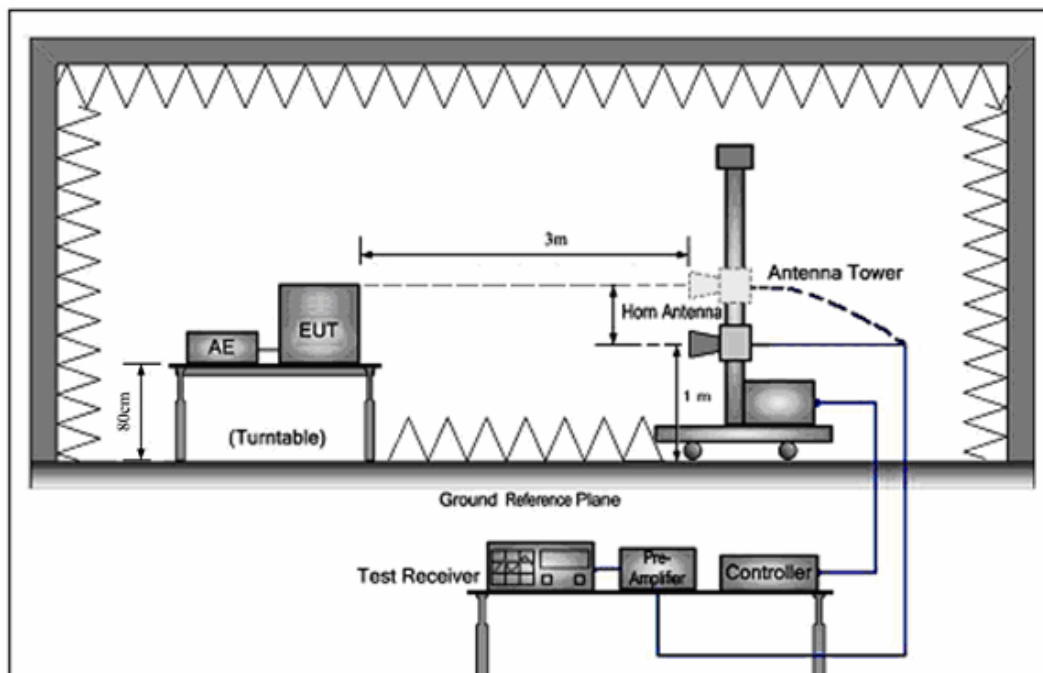 3m
Antenna Tower
Horn Antenna
EUT
AE
1 m
80cm
(Turntable)
Ground Reference Plane
Test Receiver
Pre-
Amplifier
Controller